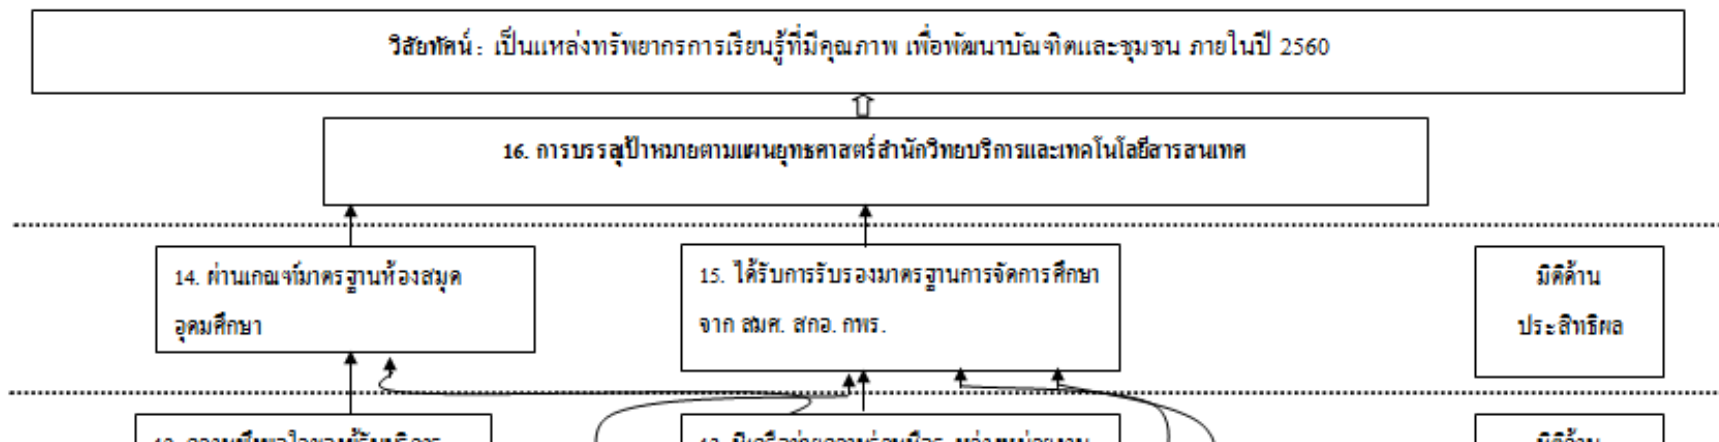 วิสัยทัศน์ : เป็นแหล่งทรัพยากรการเรียนรู้ที่มีคุณภาพ เพื่อพัฒนาบัณฑิตและชุมชน ภายในปี 2560
16. การบรรลุเป้าหมายตามแผนยุทธศาสตร์สำนักวิทยบริการและเทคโนโลยีสารสนเทศ
14. ผ่านเกณฑ์มาตรฐานห้องสมุด
อุดมศึกษา
15. ได้รับการรับรองมาตรฐานการจัดการศึกษา
จาก สมศ. สกอ. กพร.
มิติด้าน
ประสิทธิผล
มิติด้าน